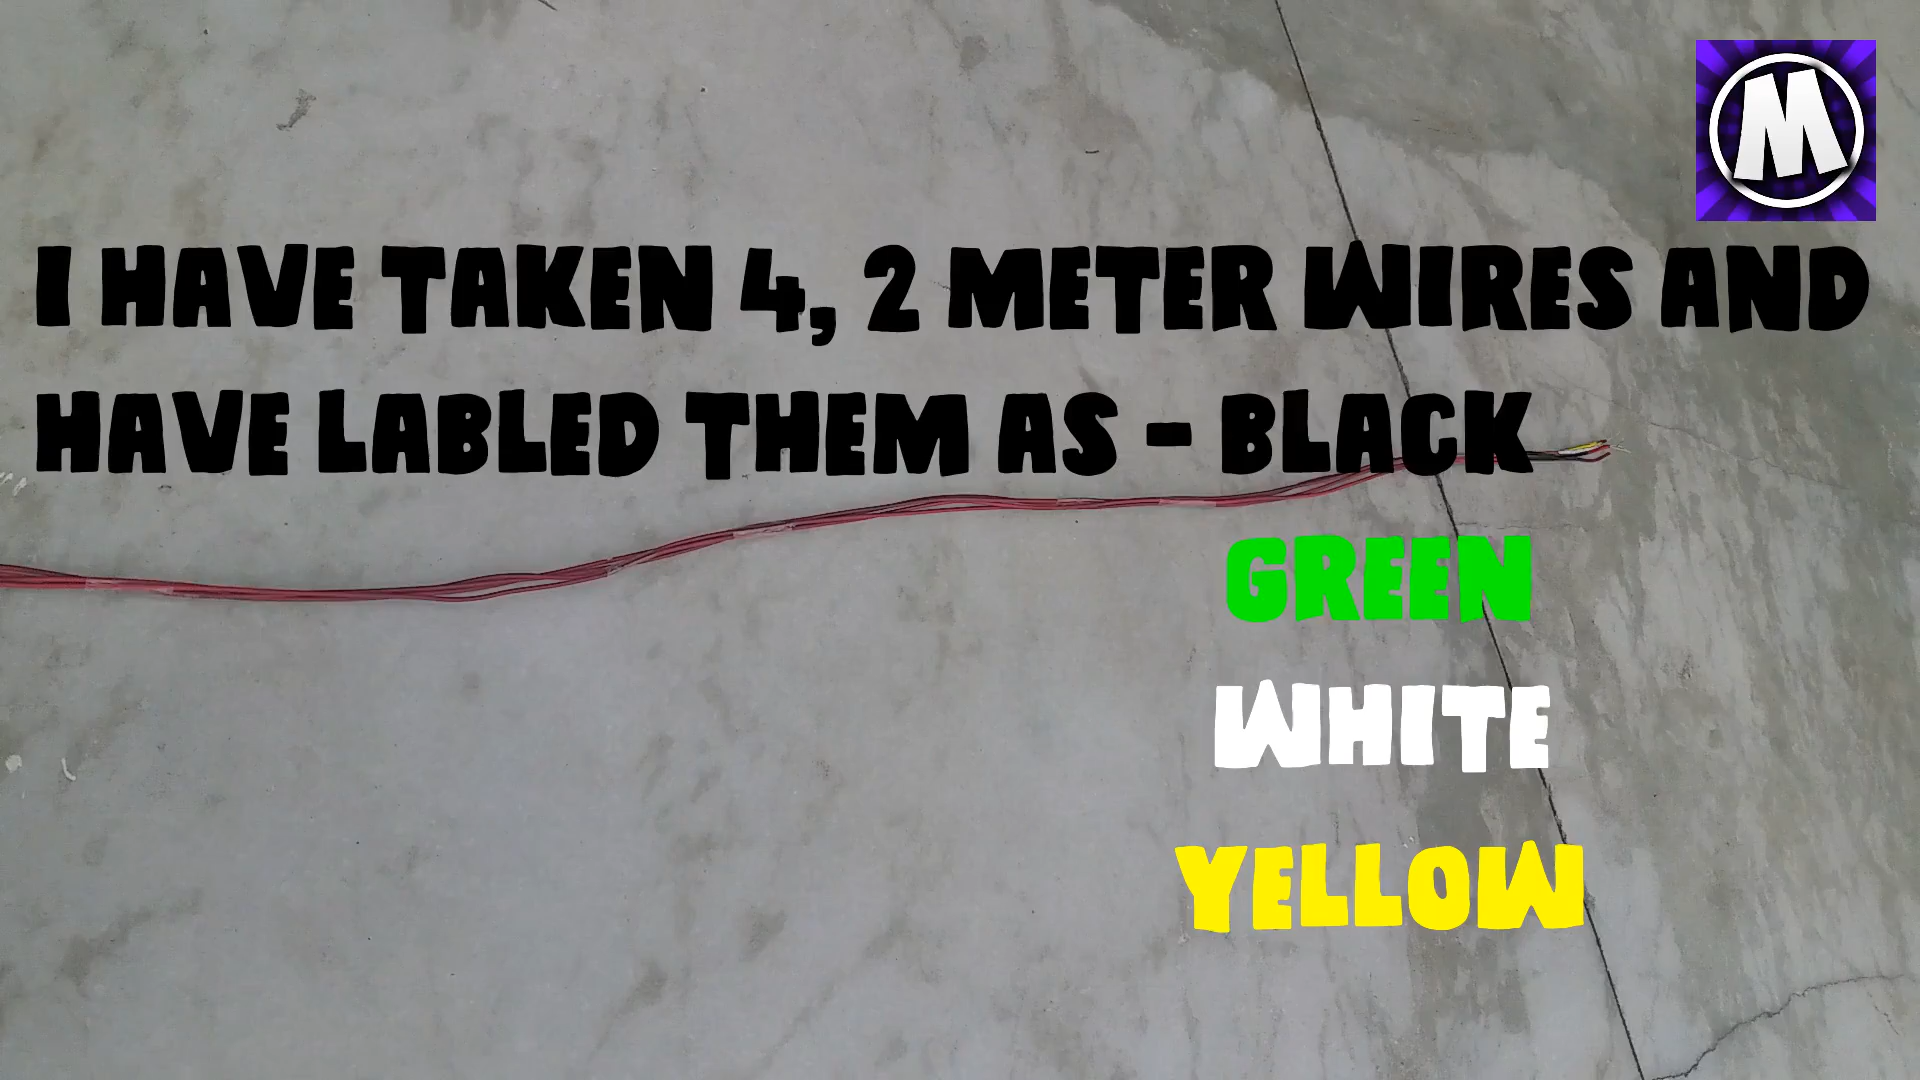 M
I HAVE TAKEN 4, 2 METER WIRES AND
HAVE LABLED THEM AS - BLACK
GREEN
WHITE
YELLOW